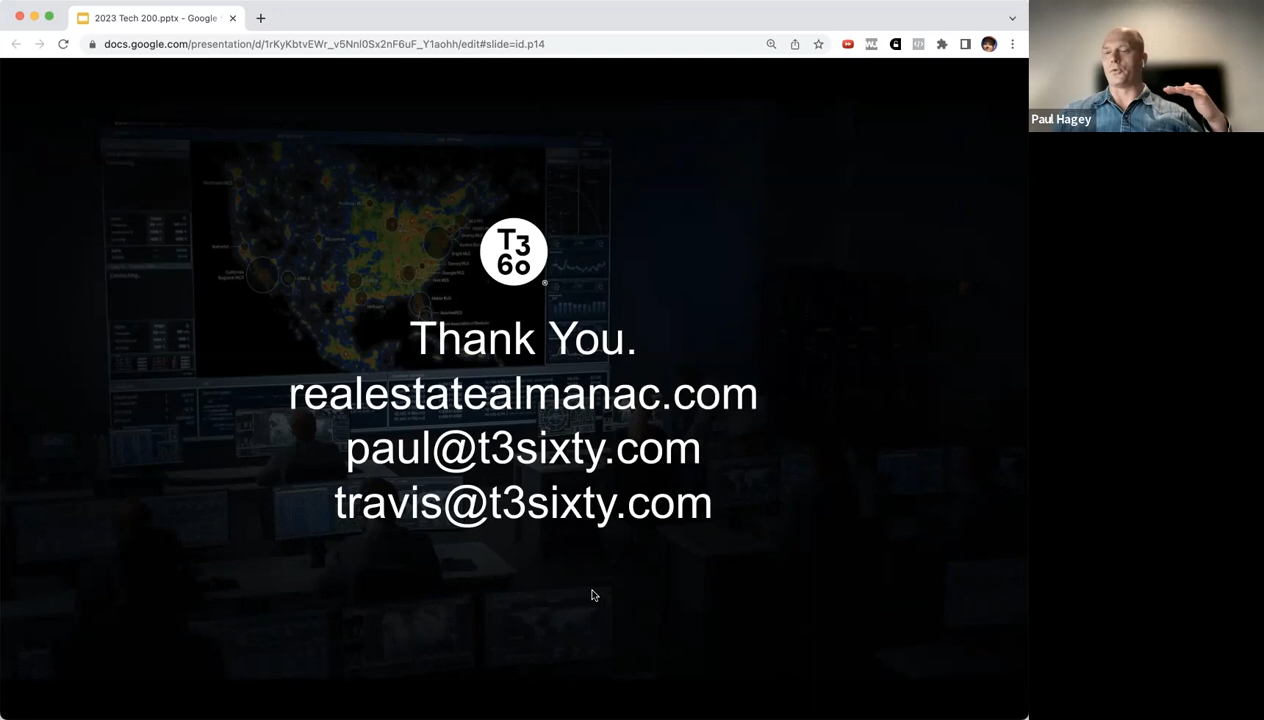 2023 Tech 200.pptx - Google
docs.google.com/presentation/d/1rKyKbtvEWr_v5Nnl0Sx2nF6uF_Y1aohh/edit#slide=id.p14
Paul Hagey
T3
60
®
Thank You.
realestatealmanac.com
paul@t3sixty.com
travis@t3sixty.com